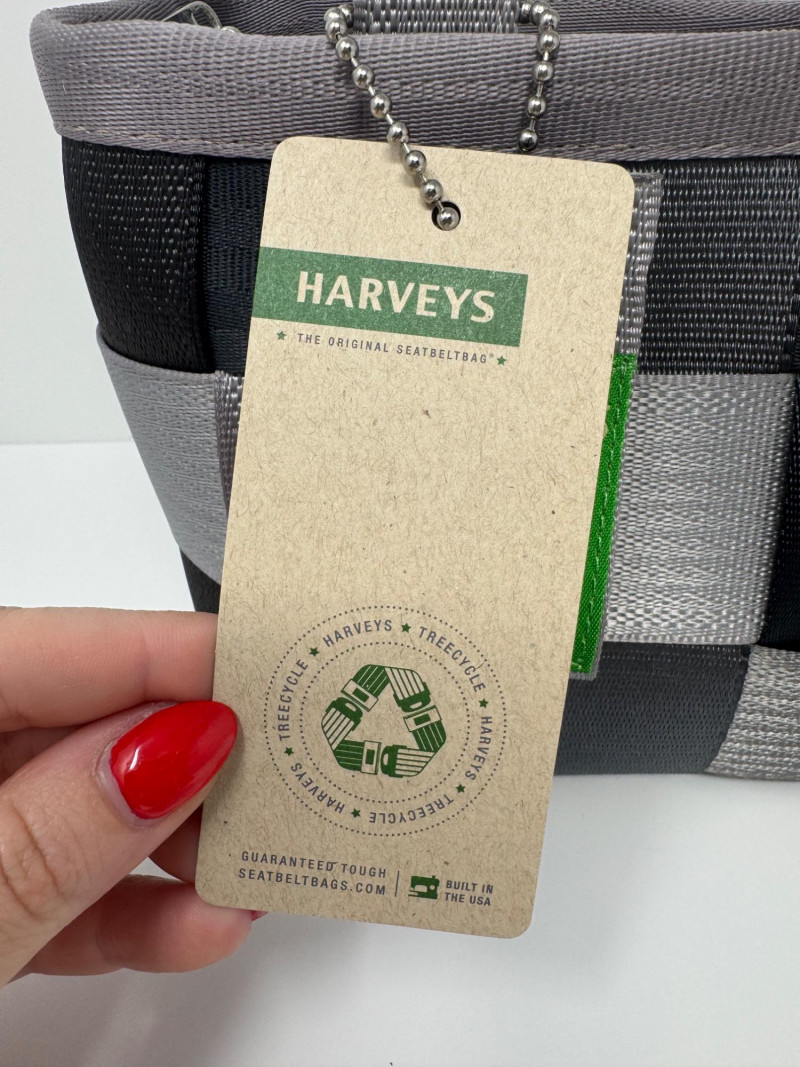 HARVEYS
★ THE ORIGINAL SEATBELTBAG® ★
HARVEYS ★ TREECYCLE ★ HARVEYS ★ TREECYCLE ★ HARVEYS ★ TREECYCLE ★
GUARANTEED TOUGH
SEATBELTBAGS.COM
BUILT IN
THE USA